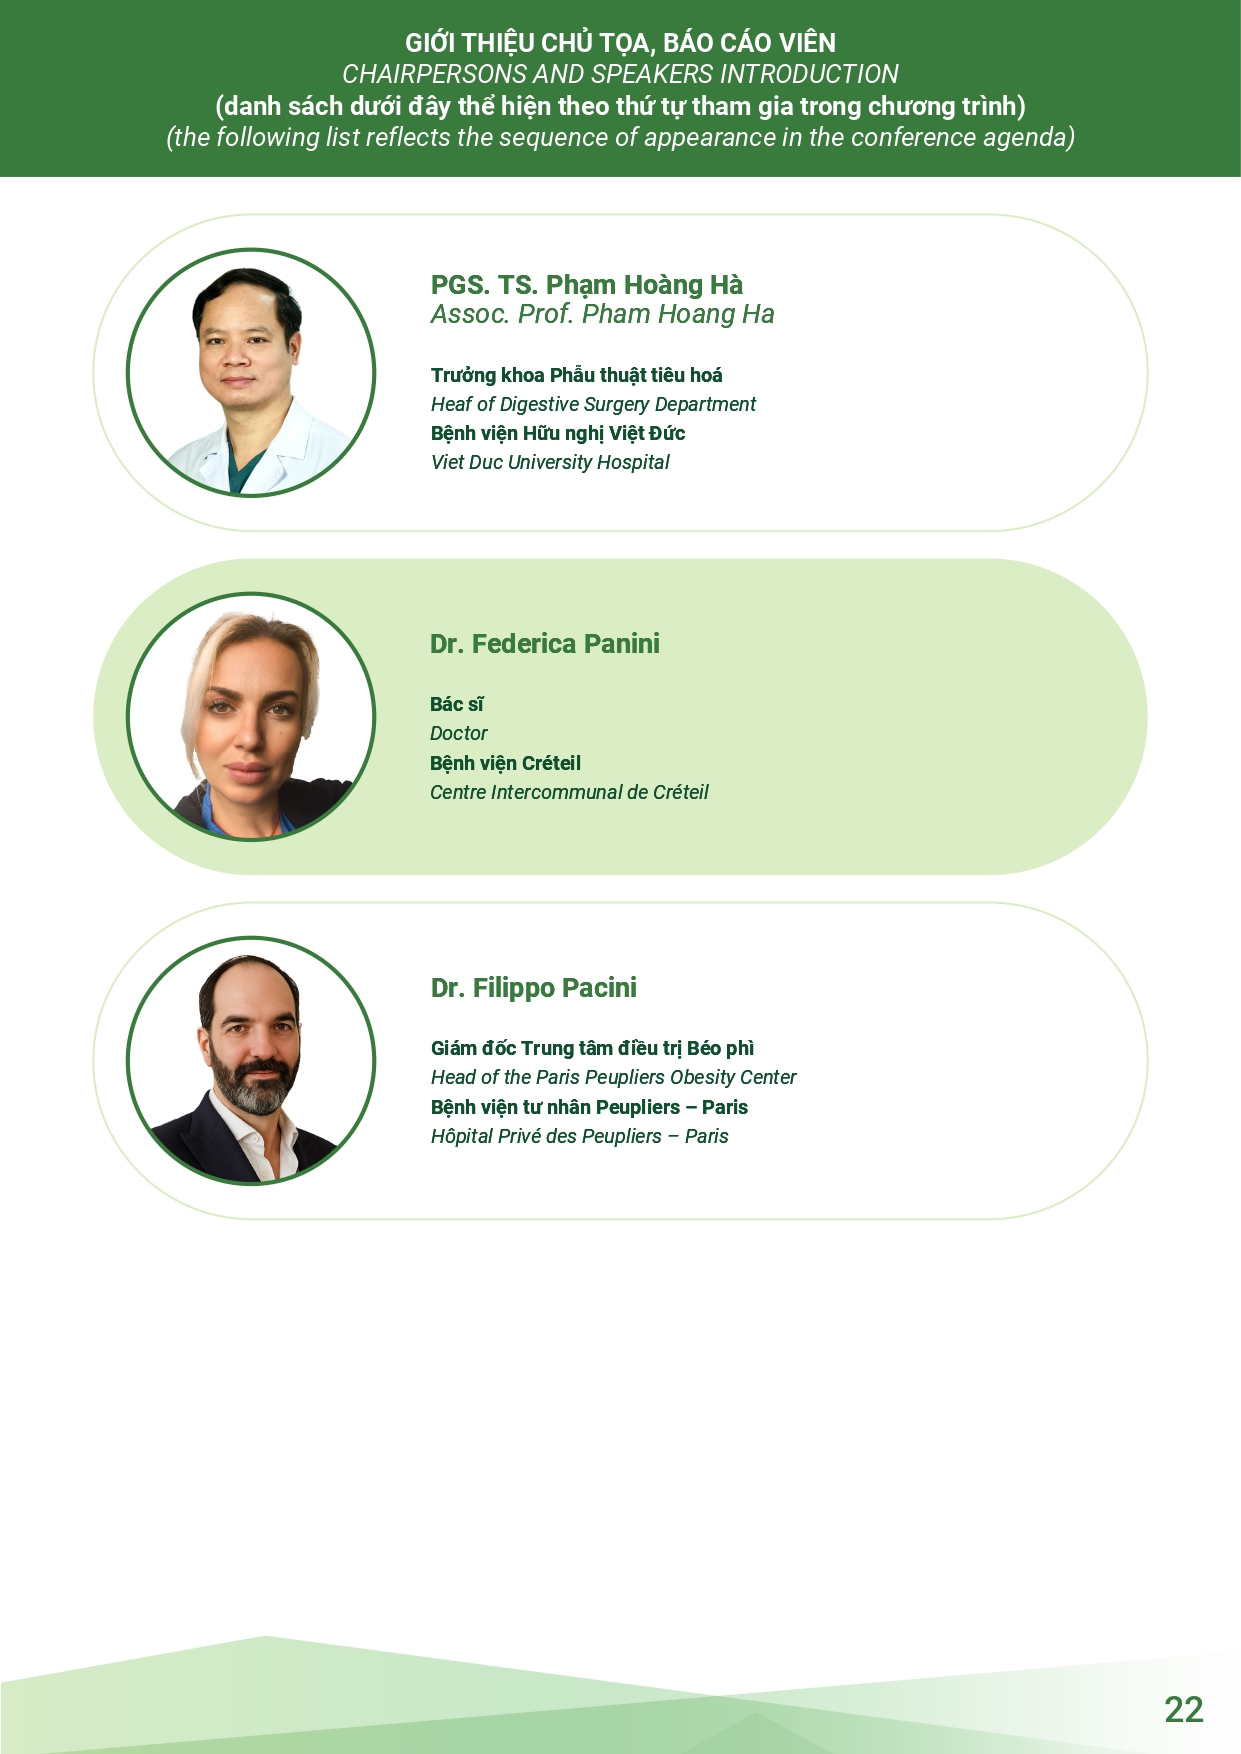 GIỚI THIỆU CHỦ TỌA, BÁO CÁO VIÊN
CHAIRPERSONS AND SPEAKERS INTRODUCTION
(danh sách dưới đây thể hiện theo thứ tự tham gia trong chương trình)
(the following list reflects the sequence of appearance in the conference agenda)
PGS. TS. Phạm Hoàng Hà
Assoc. Prof. Pham Hoang Ha
Trưởng khoa Phẫu thuật tiêu hoá
Heaf of Digestive Surgery Department
Bệnh viện Hữu nghị Việt Đức
Viet Duc University Hospital
Dr. Federica Panini
Bác sĩ
Doctor
Bệnh viện Créteil
Centre Intercommunal de Créteil
Dr. Filippo Pacini
Giám đốc Trung tâm điều trị Béo phì
Head of the Paris Peupliers Obesity Center
Bệnh viện tư nhân Peupliers – Paris
Hôpital Privé des Peupliers – Paris
22